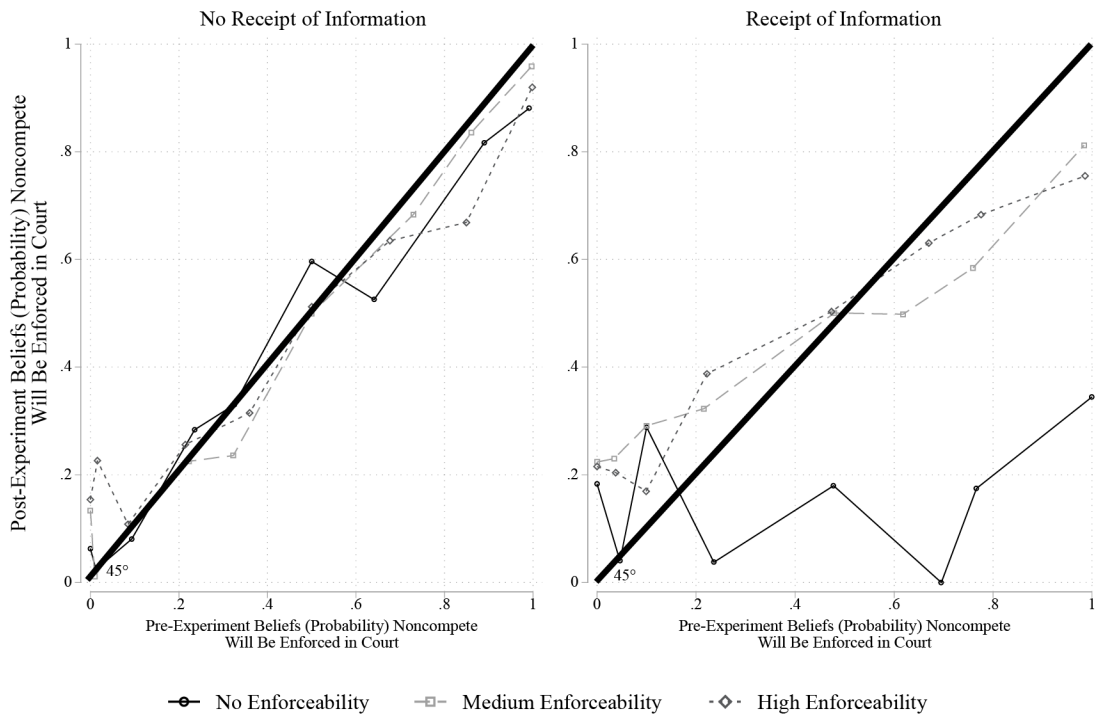 No Receipt of Information
Receipt of Information
Post-Experiment Beliefs (Probability) Noncompete
Will Be Enforced in Court
1
.8
.6
.4
.2
0
45°
0
.2
.4
.6
.8
1
Pre-Experiment Beliefs (Probability) Noncompete
Will Be Enforced in Court
1
.8
.6
.4
.2
0
45°
0
.2
.4
.6
.8
1
Pre-Experiment Beliefs (Probability) Noncompete
Will Be Enforced in Court
No Enforceability
Medium Enforceability
High Enforceability